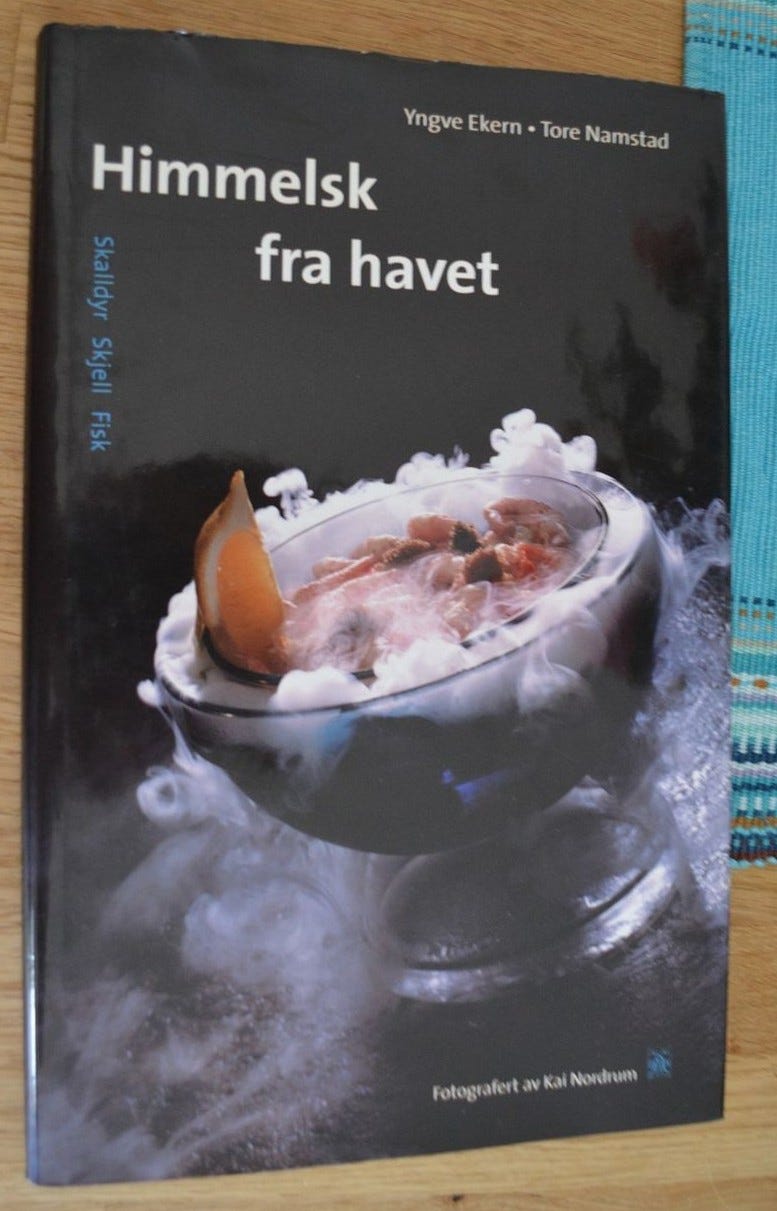 Yngve Ekern • Tore Namstad
Himmelsk
fra havet
Skalldyr Skjell Fisk
Fotografert av Kai Nordrum